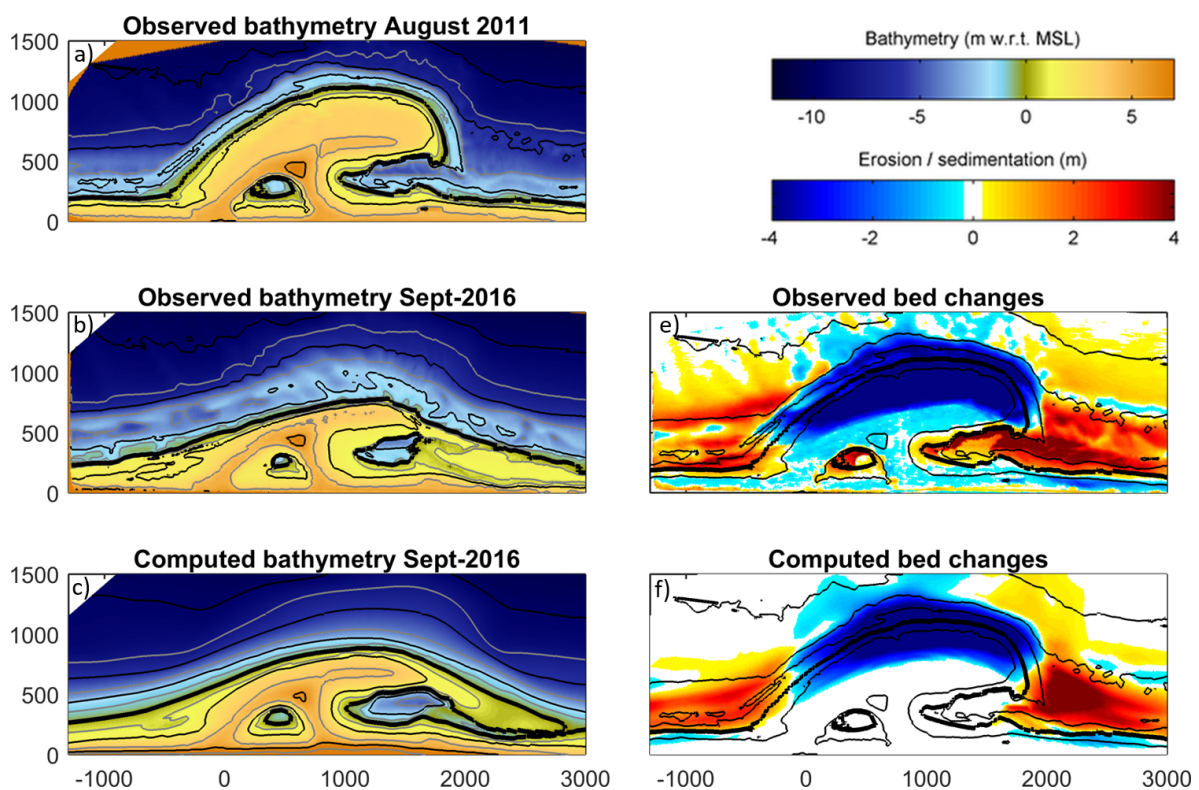 Observed bathymetry August 2011
a)
1500
1000
500
0
Bathymetry (m w.r.t. MSL)
-10 -5 0 5
Erosion / sedimentation (m)
-4 -2 0 2 4
Observed bathymetry Sept-2016
b)
1500
1000
500
0
Observed bed changes
e)
Computed bathymetry Sept-2016
c)
1500
1000
500
0
-1000 0 1000 2000 3000
Computed bed changes
f)
-1000 0 1000 2000 3000